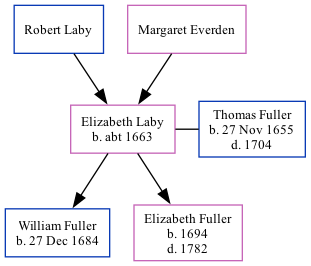 Robert Laby
Margaret Everden
Elizabeth Laby
b. abt 1663
Thomas Fuller
b. 27 Nov 1655
d. 1704
William Fuller
b. 27 Dec 1684
Elizabeth Fuller
b. 1694
d. 1782